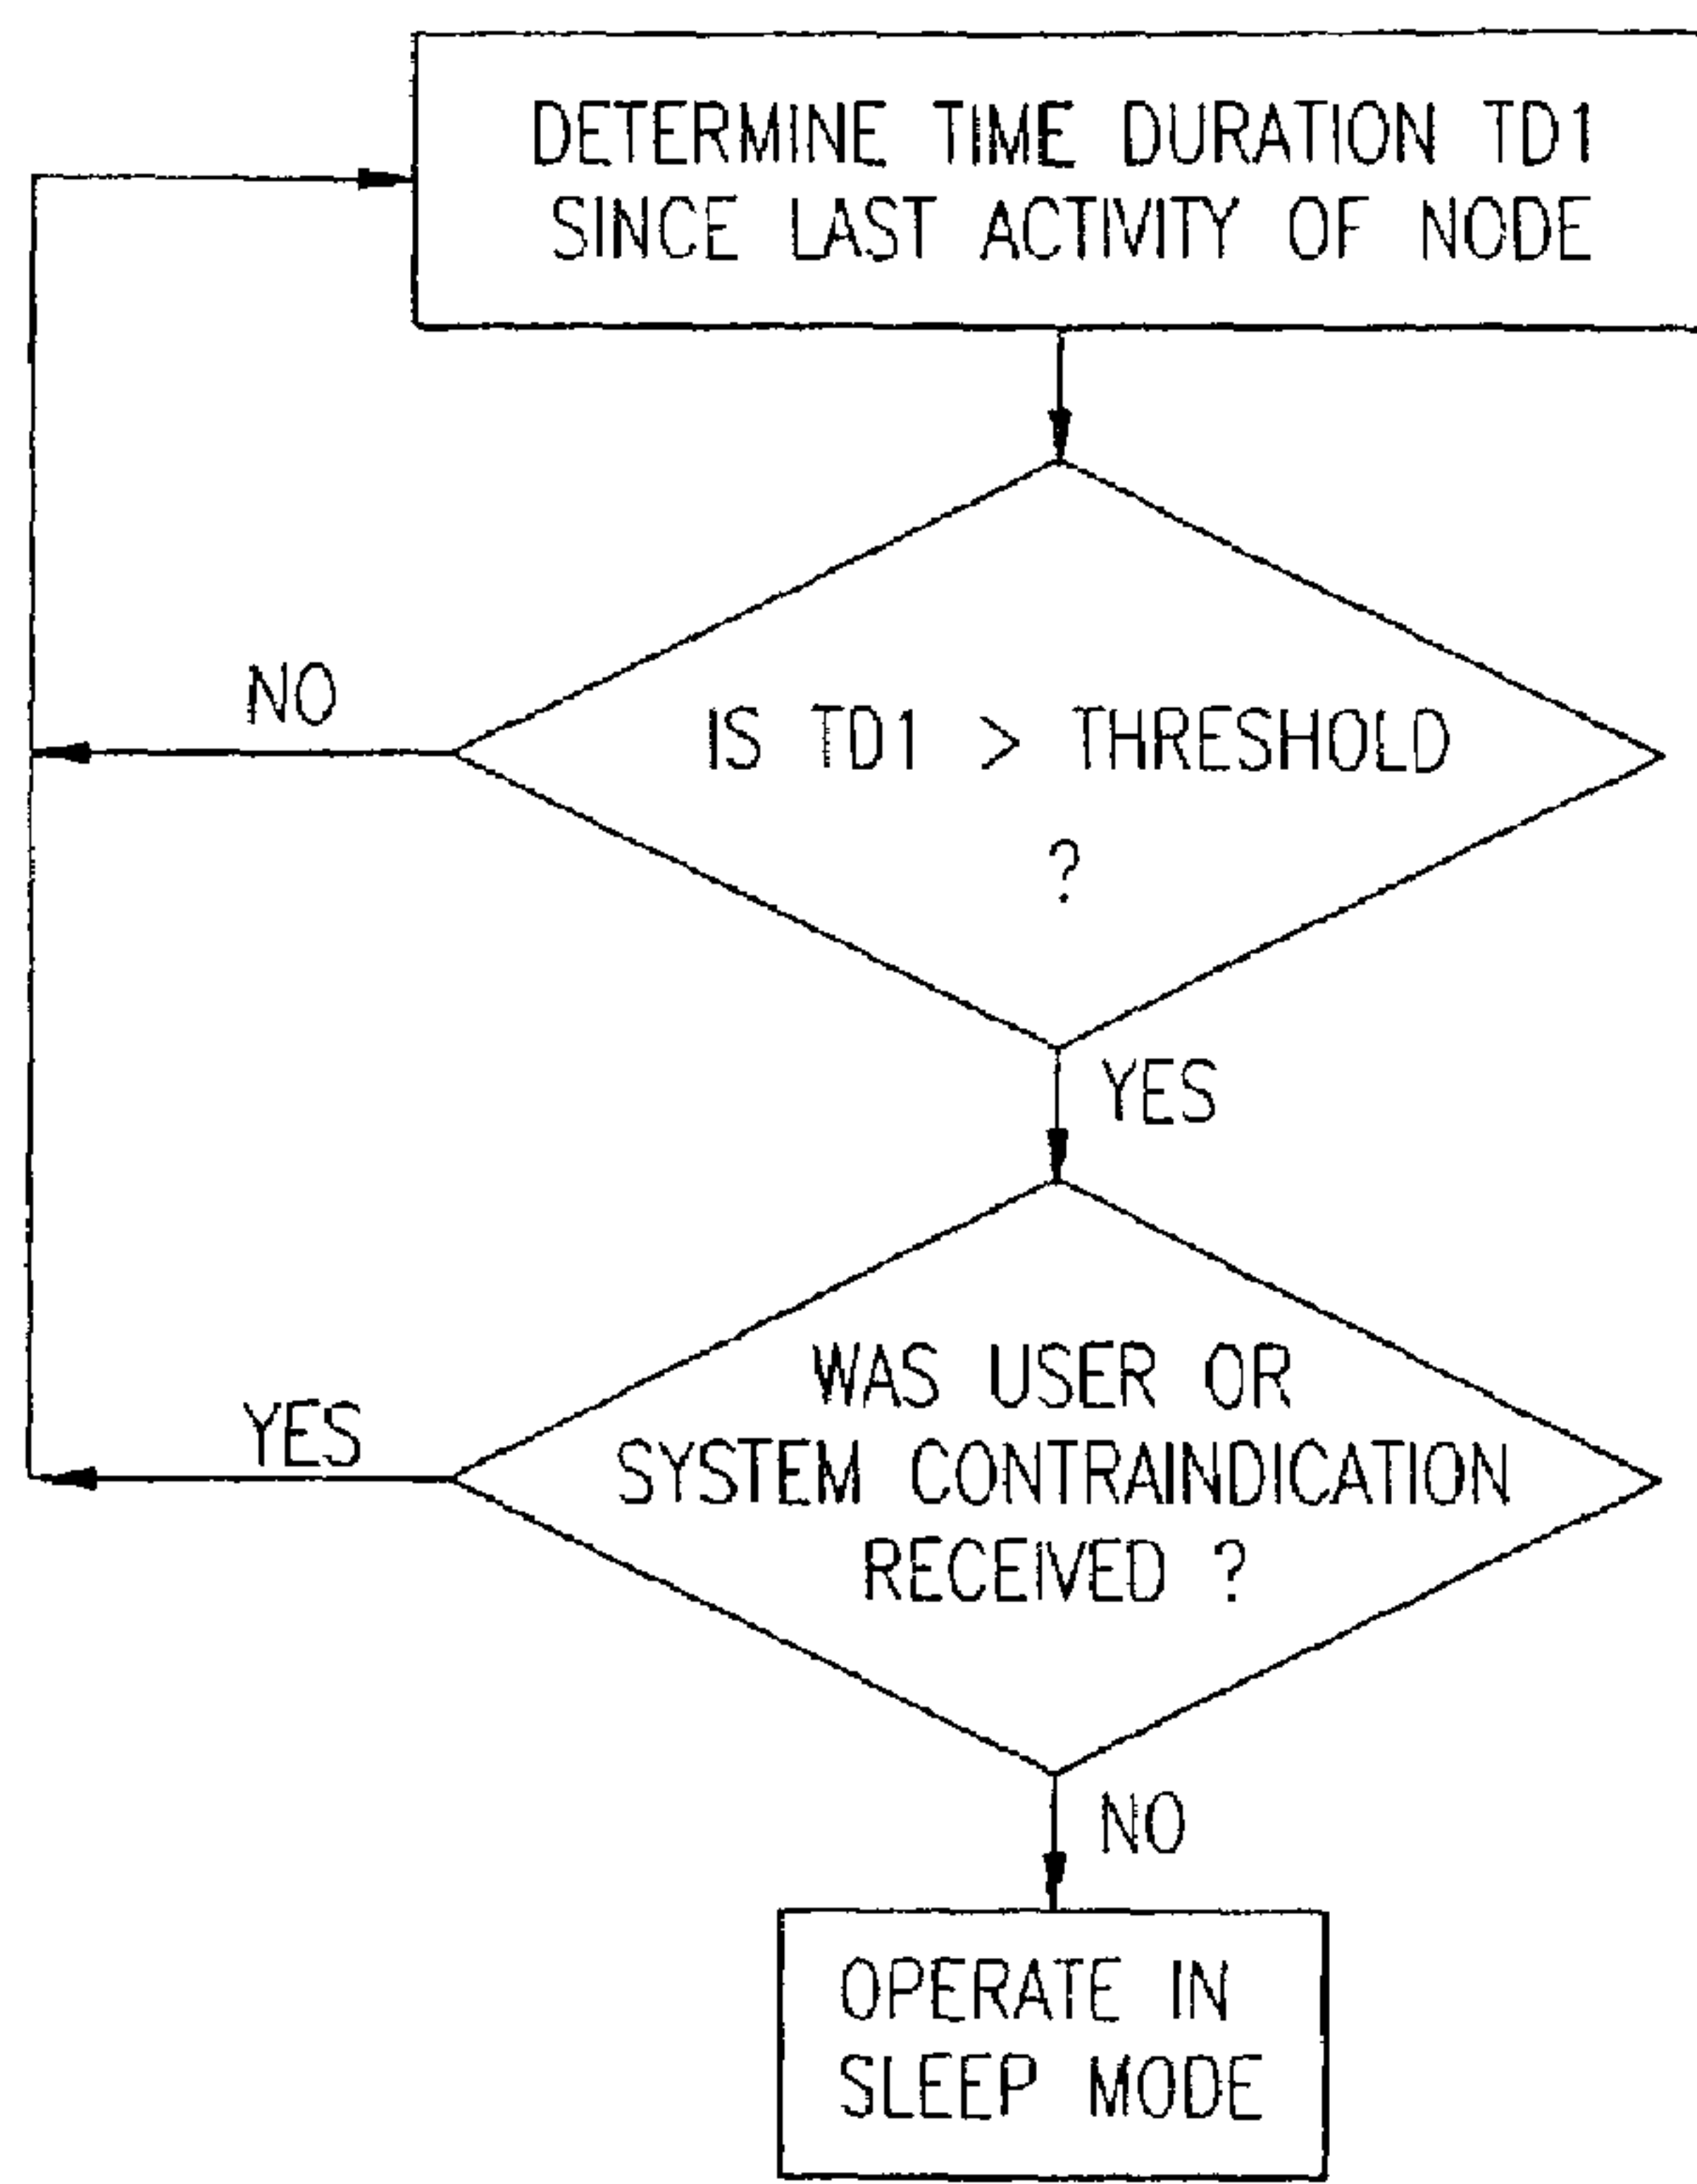 DETERMINE TIME DURATION TD1
SINCE LAST ACTIVITY OF NODE
NO
IS TD1 > THRESHOLD
?
YES
WAS USER OR
SYSTEM CONTRAINDICATION
RECEIVED ?
YES
NO
OPERATE IN
SLEEP MODE